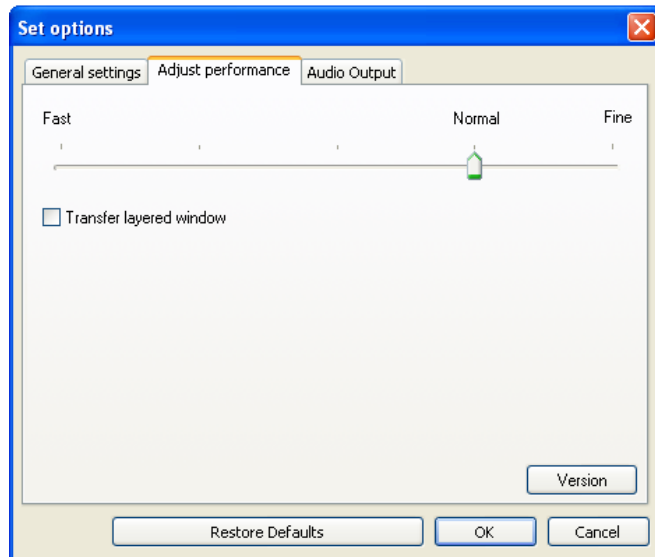 Set options
General settings Adjust performance Audio Output
Fast Normal Fine
Transfer layered window
Version
Restore Defaults OK Cancel